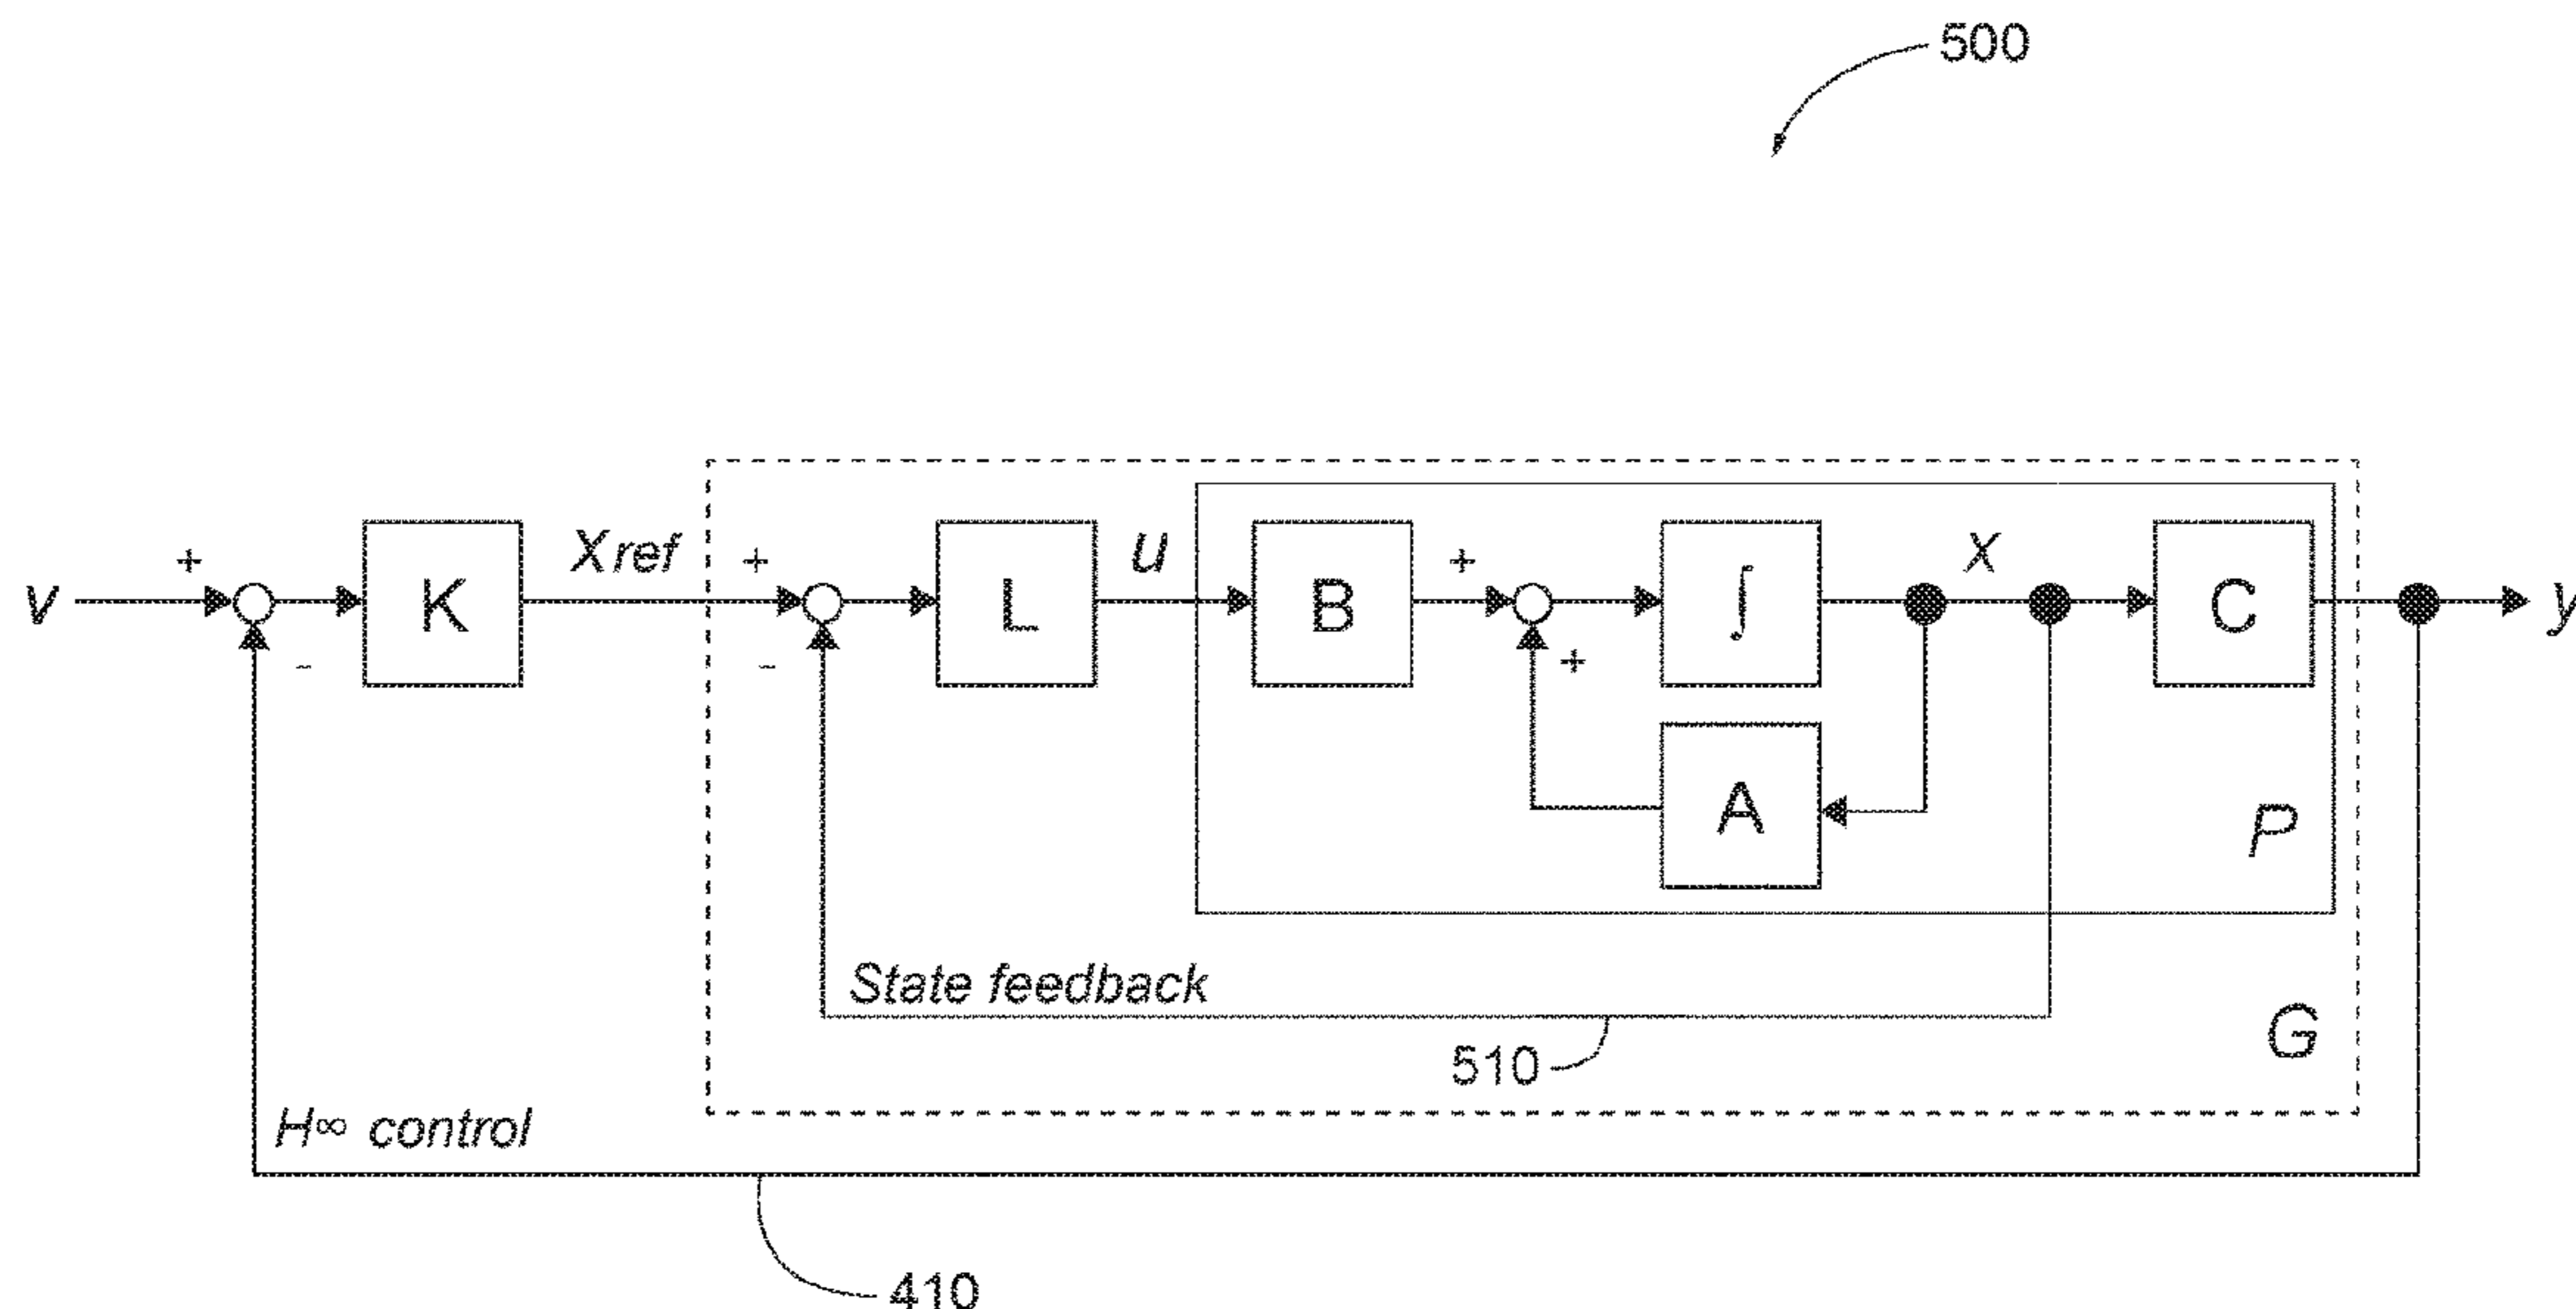 500
v + - K Xref + - L u B + + ∫ x C y
A
P
State feedback
510
G
H∞ control
410